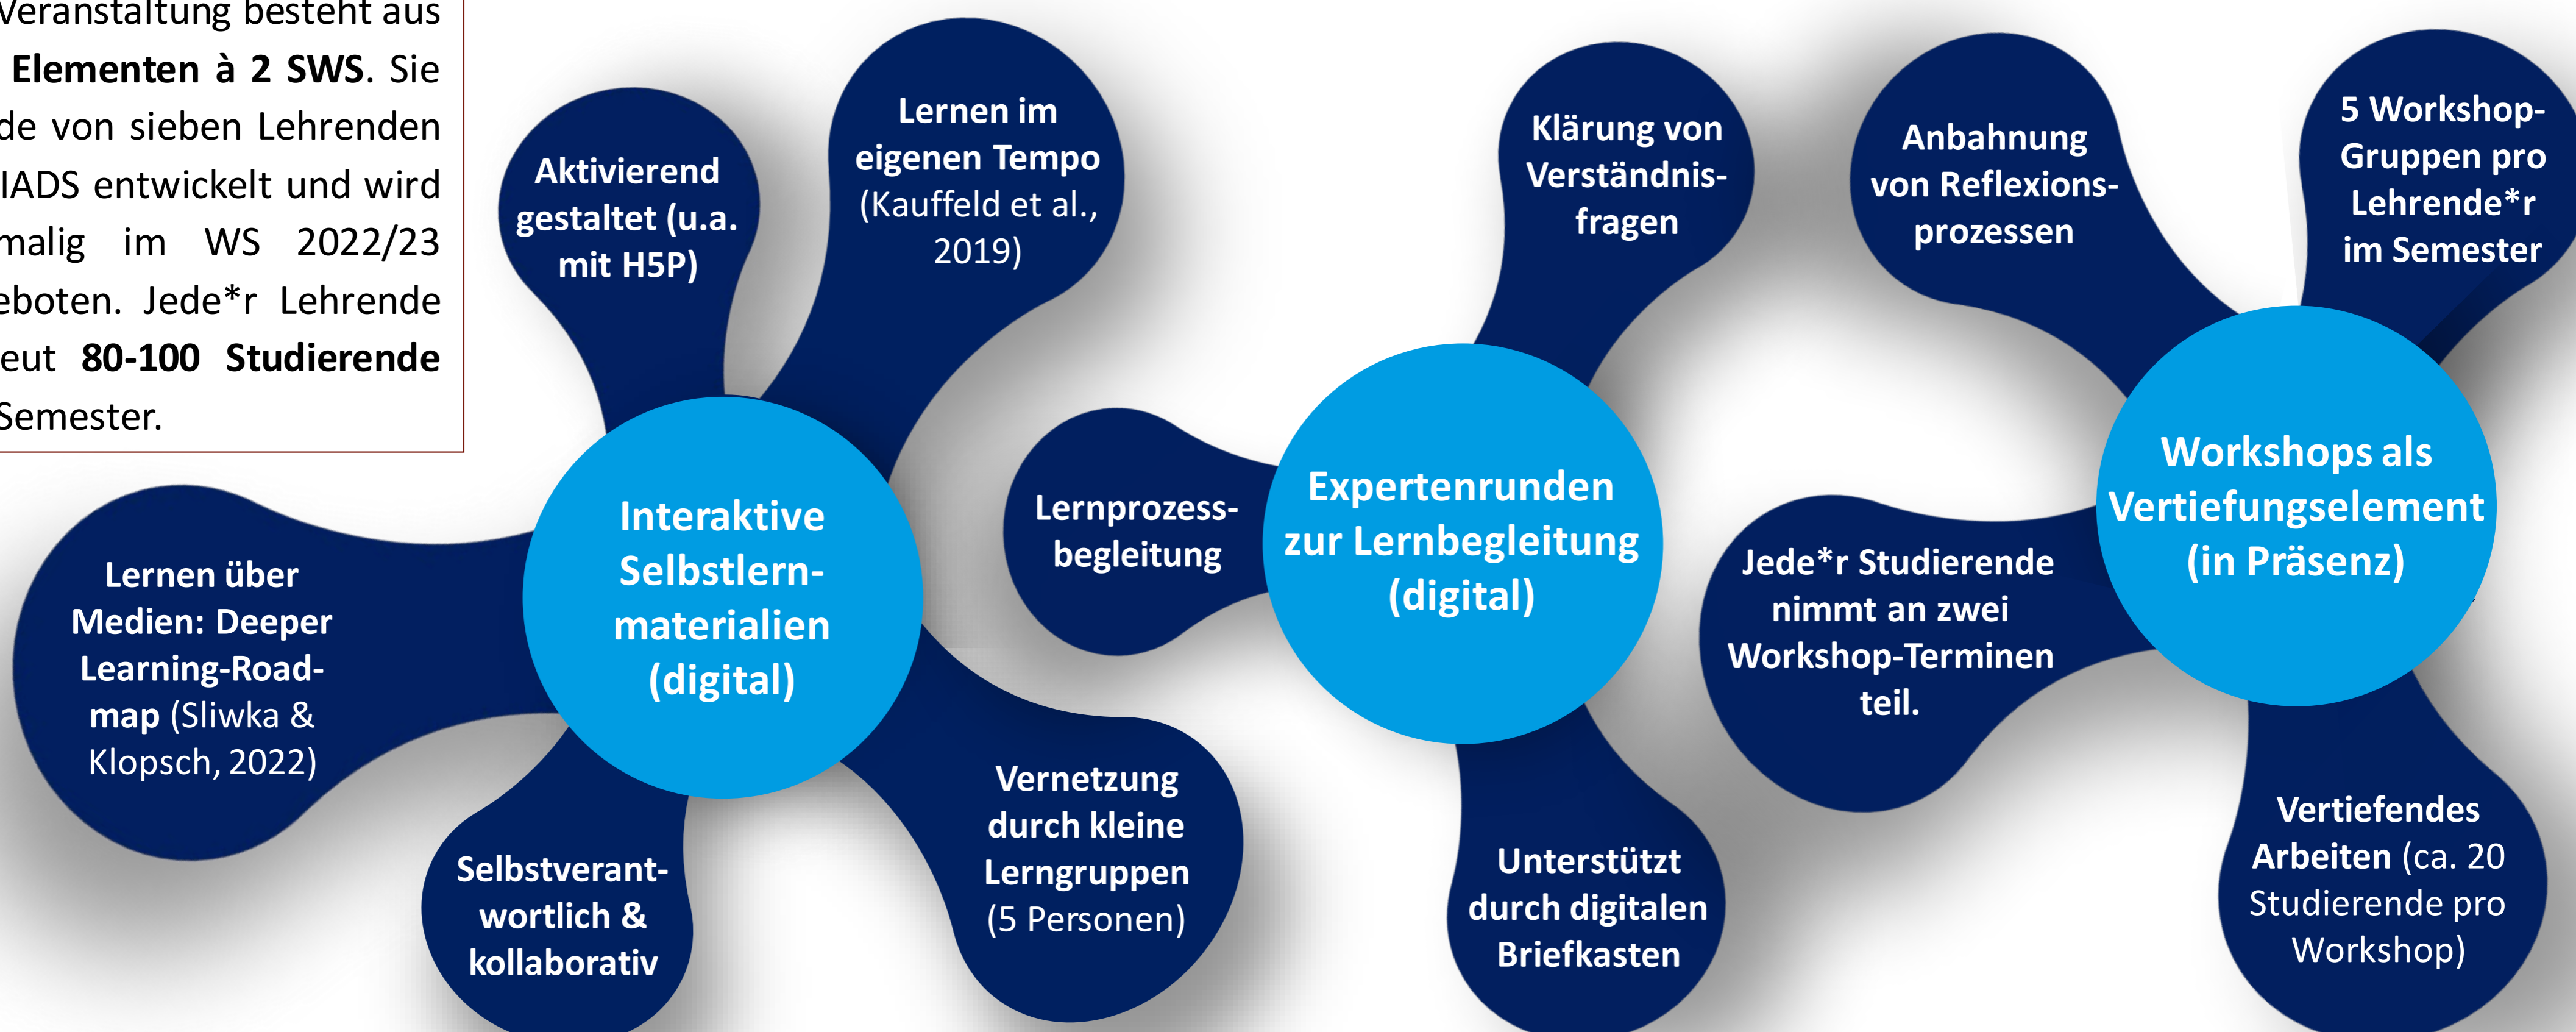 Veranstaltung besteht aus
Elementen à 2 SWS. Sie
von sieben Lehrenden
IADS entwickelt und wird
im WS 2022/23
Jede*r Lehrende
80-100 Studierende
Semester.
Aktivierend
gestaltet (u.a.
mit H5P)
Lernen im
eigenen Tempo
(Kauffeld et al.,
2019)
Lernen über
Medien: Deeper
Learning-Road-
map (Sliwka &
Klopsch, 2022)
Interaktive
Selbstlern-
materialien
(digital)
Selbstverant-
wortlich &
kollaborativ
Vernetzung
durch kleine
Lerngruppen
(5 Personen)
Klärung von
Verständnis-
fragen
Lernprozess-
begleitung
Expertenrunden
zur Lernbegleitung
(digital)
Unterstützt
durch digitalen
Briefkasten
Anbahnung
von Reflexions-
prozessen
5 Workshop-
Gruppen pro
Lehrende*r
im Semester
Jede*r Studierende
nimmt an zwei
Workshop-Terminen
teil.
Workshops als
Vertiefungselement
(in Präsenz)
Vertiefendes
Arbeiten (ca. 20
Studierende pro
Workshop)